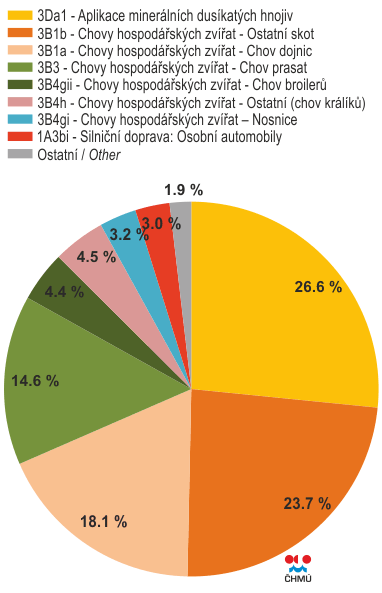 3Da1 - Aplikace minerálních dusíkatých hnojiv
3B1b - Chovy hospodářských zvířat - Ostatní skot
3B1a - Chovy hospodářských zvířat - Chov dojnic
3B3 - Chovy hospodářských zvířat - Chov prasat
3B4gii - Chovy hospodářských zvířat - Chov broilerů
3B4h - Chovy hospodářských zvířat - Ostatní (chov králíků)
3B4gi - Chovy hospodářských zvířat – Nosnice
1A3bi - Silniční doprava: Osobní automobily
Ostatní / Other
1.9 %
3.0 %
3.2 %
4.5 %
26.6 %
4.4 %
14.6 %
23.7 %
18.1 %
ČHMÚ